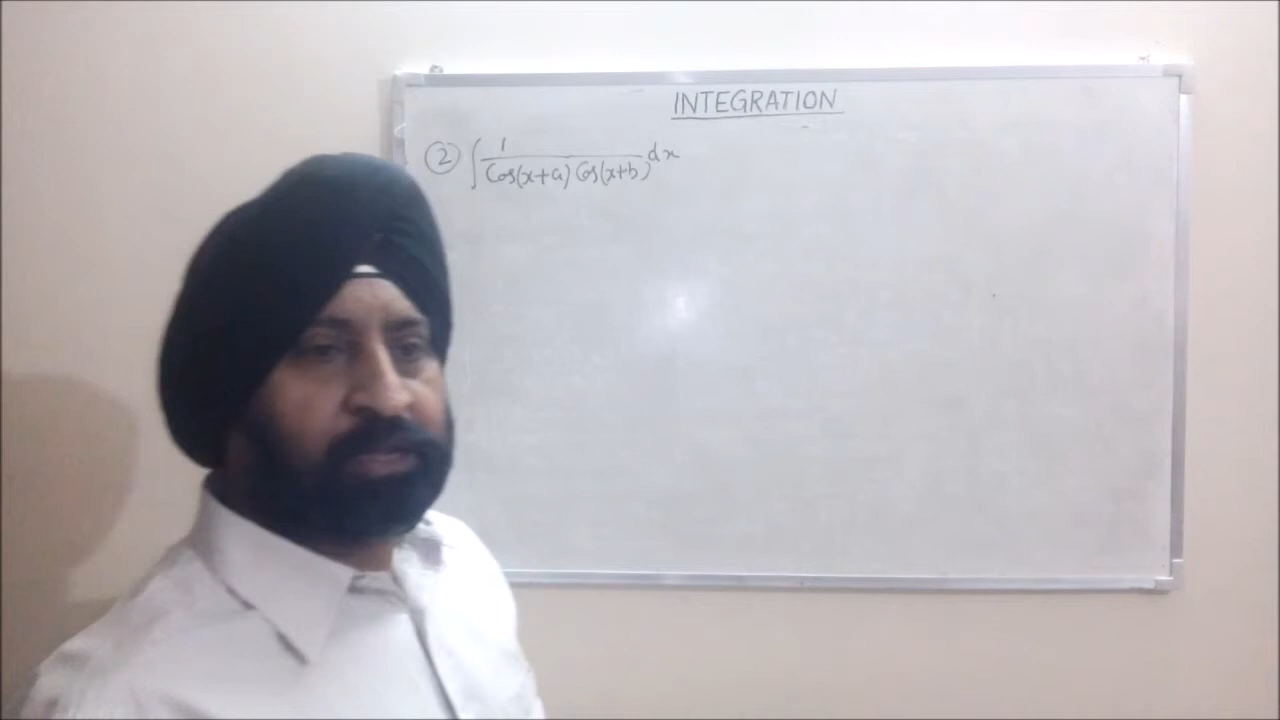 INTEGRATION
② ∫ 1/(Cos(x+a) Cos(x+b)) dx